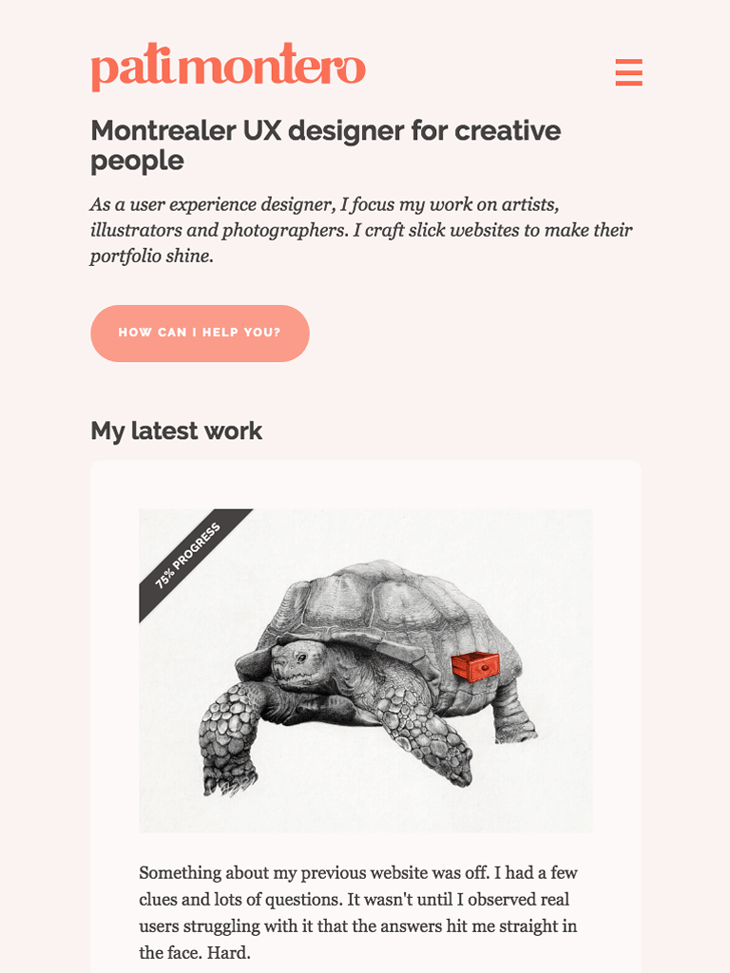 pati montero
Montrealer UX designer for creative
people
As a user experience designer, I focus my work on artists,
illustrators and photographers. I craft slick websites to make their
portfolio shine.
HOW CAN I HELP YOU?
My latest work
75% PROGRESS
Something about my previous website was off. I had a few
clues and lots of questions. It wasn't until I observed real
users struggling with it that the answers hit me straight in
the face. Hard.